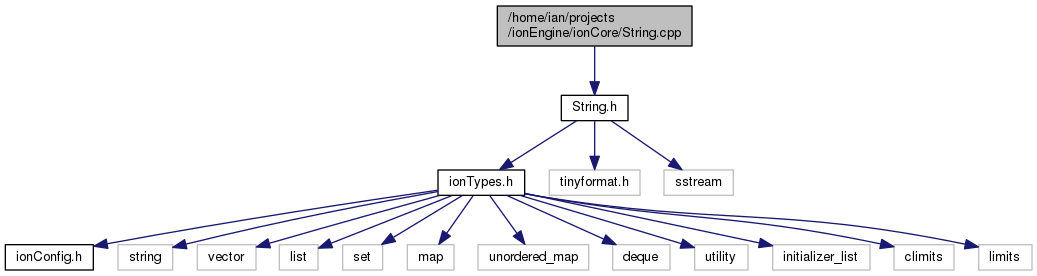 /home/ian/projects
/ionEngine/ionCore/String.cpp
String.h
ionTypes.h
tinyformat.h
sstream
ionConfig.h
string
vector
list
set
map
unordered_map
deque
utility
initializer_list
climits
limits